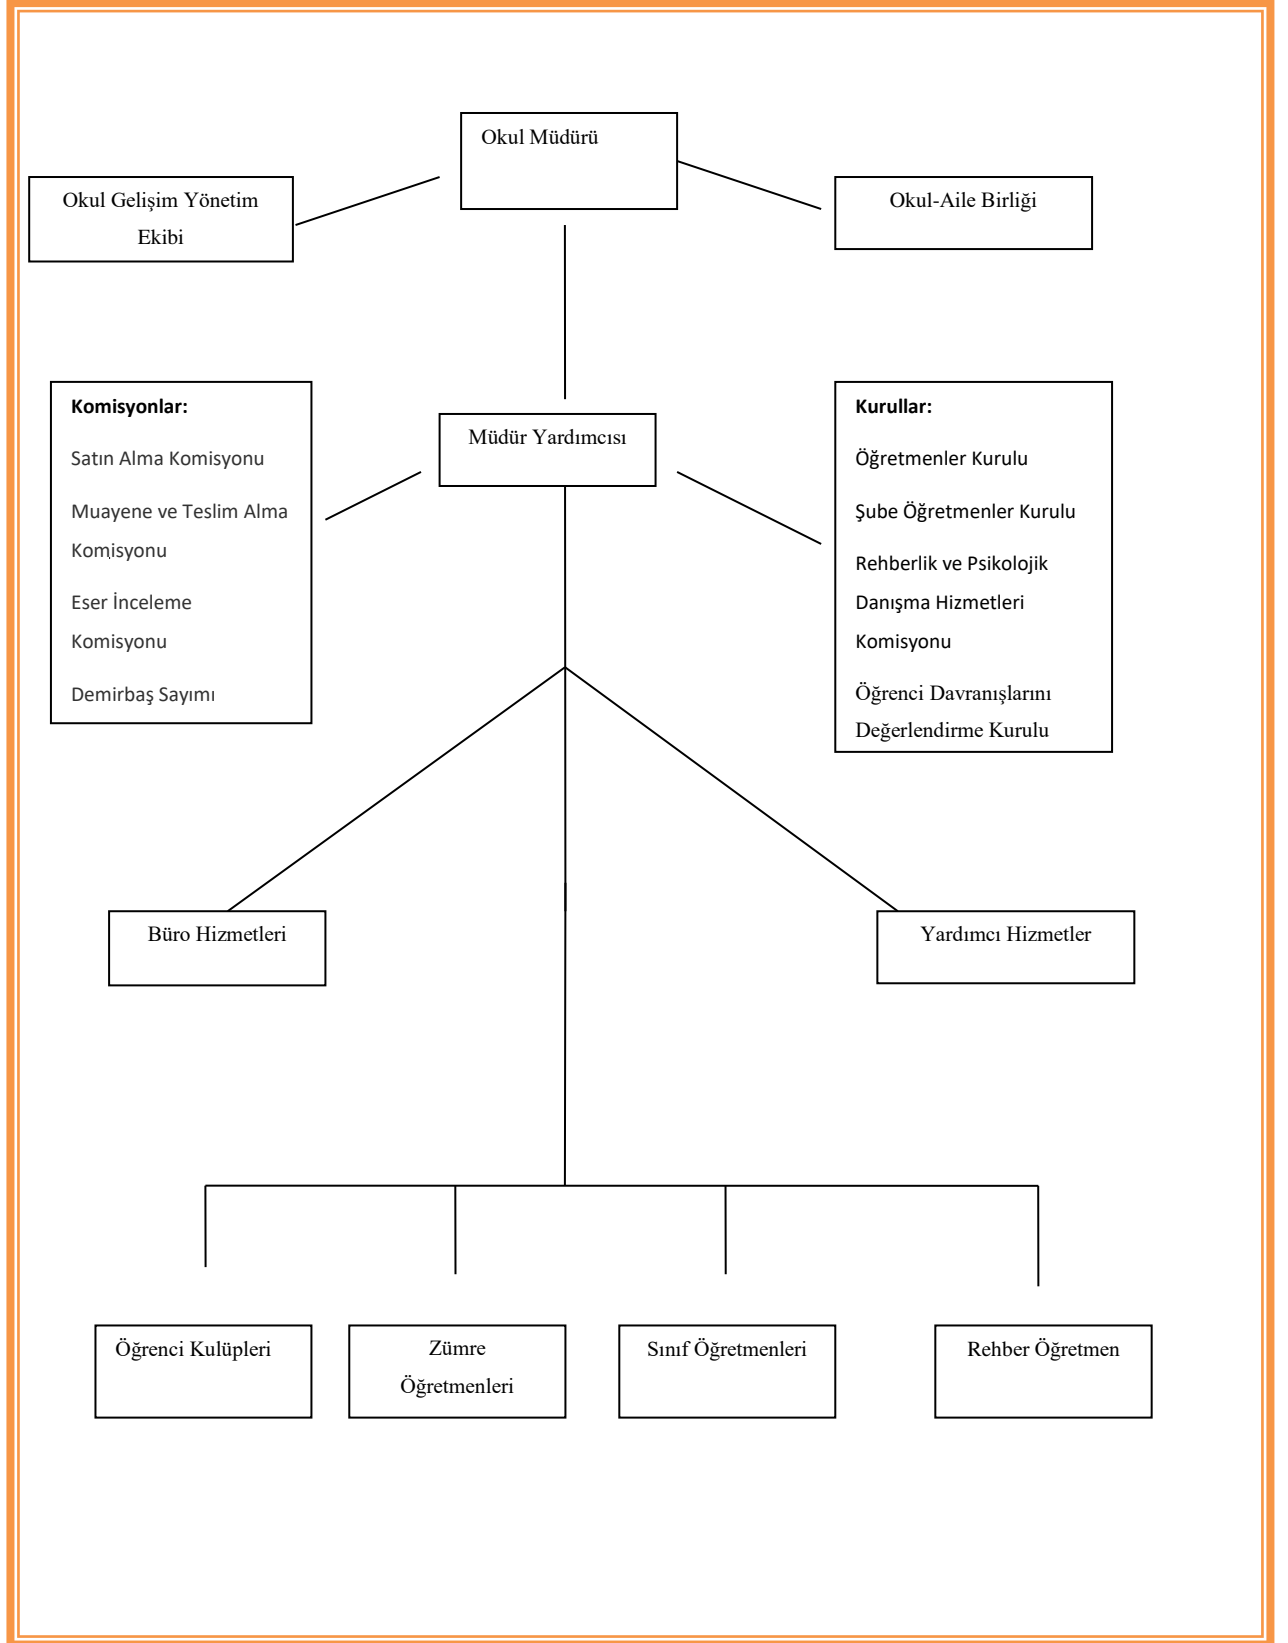 Okul Müdürü
Okul Gelişim Yönetim
Ekibi
Okul-Aile Birliği
Komisyonlar:
Satın Alma Komisyonu
Muayene ve Teslim Alma
Komisyonu
Eser İnceleme
Komisyonu
Demirbaş Sayımı
Müdür Yardımcısı
Kurullar:
Öğretmenler Kurulu
Şube Öğretmenler Kurulu
Rehberlik ve Psikolojik
Danışma Hizmetleri
Komisyonu
Öğrenci Davranışlarını
Değerlendirme Kurulu
Büro Hizmetleri
Yardımcı Hizmetler
Öğrenci Kulüpleri
Zümre
Öğretmenleri
Sınıf Öğretmenleri
Rehber Öğretmen